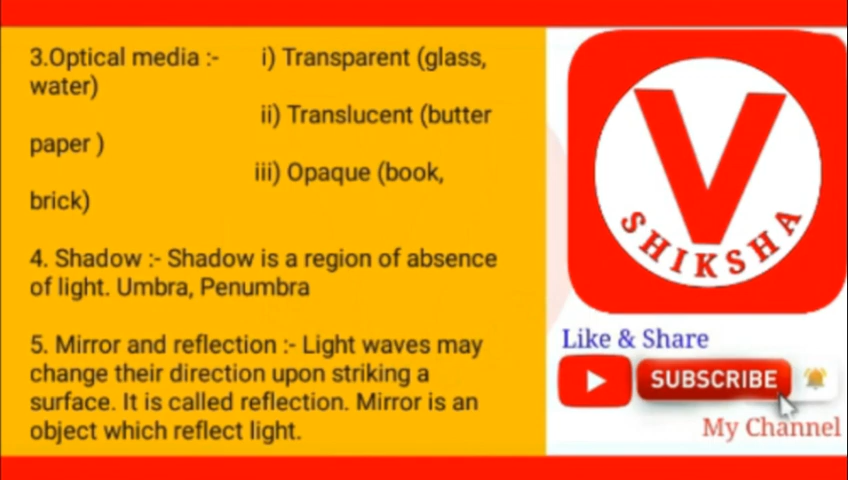 3.Optical media :- i) Transparent (glass,
water)
ii) Translucent (butter
paper )
iii) Opaque (book,
brick)
4. Shadow :- Shadow is a region of absence
of light. Umbra, Penumbra
5. Mirror and reflection :- Light waves may
change their direction upon striking a
surface. It is called reflection. Mirror is an
object which reflect light.
V
SHIKSHA
Like & Share
SUBSCRIBE
My Channel